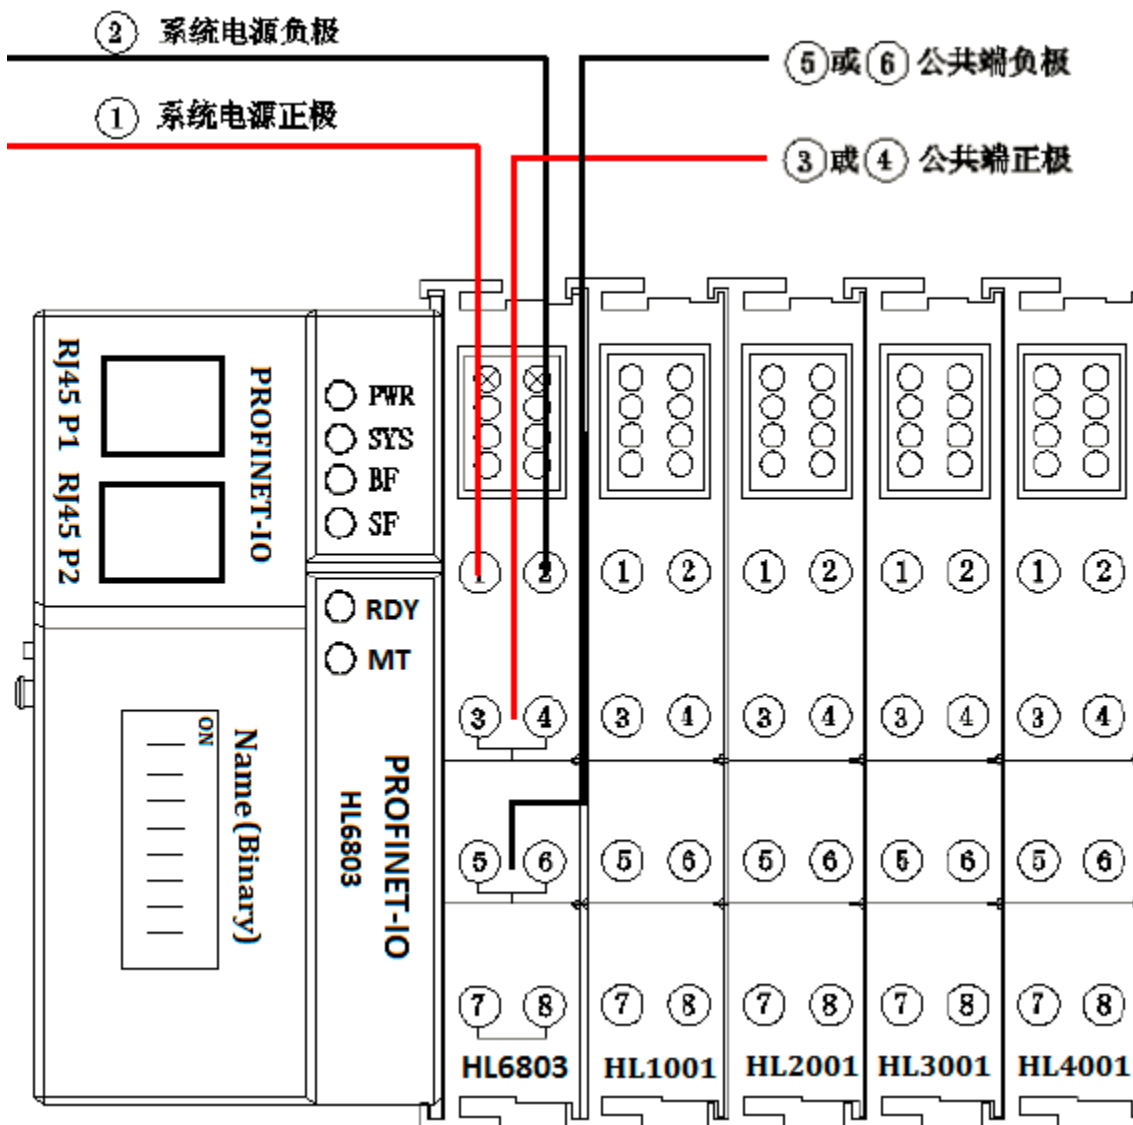 ② 系统电源负极
① 系统电源正极
⑤或⑥ 公共端负极
③或④ 公共端正极
RJ45 P1
RJ45 P2
PROFINET-IO
PWR
SYS
BF
SF
RDY
MT
ON
Name(Binary)
HL6803
PROFINET-IO
① ② ① ② ① ② ① ② ① ②
③ ④ ③ ④ ③ ④ ③ ④ ③ ④
⑤ ⑥ ⑤ ⑥ ⑤ ⑥ ⑤ ⑥ ⑤ ⑥
⑦ ⑧ ⑦ ⑧ ⑦ ⑧ ⑦ ⑧ ⑦ ⑧
HL6803 HL1001 HL2001 HL3001 HL4001